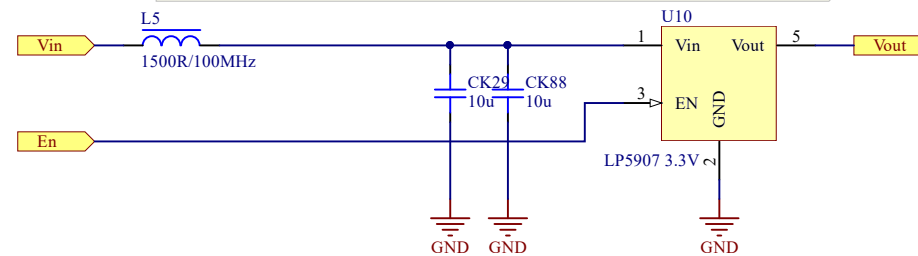 L5
U10
Vin
1
Vin
Vout
5
Vout
1500R/100MHz
CK29
CK88
10u
10u
3
EN
GND
En
LP5907 3.3V
2
GND
GND
GND